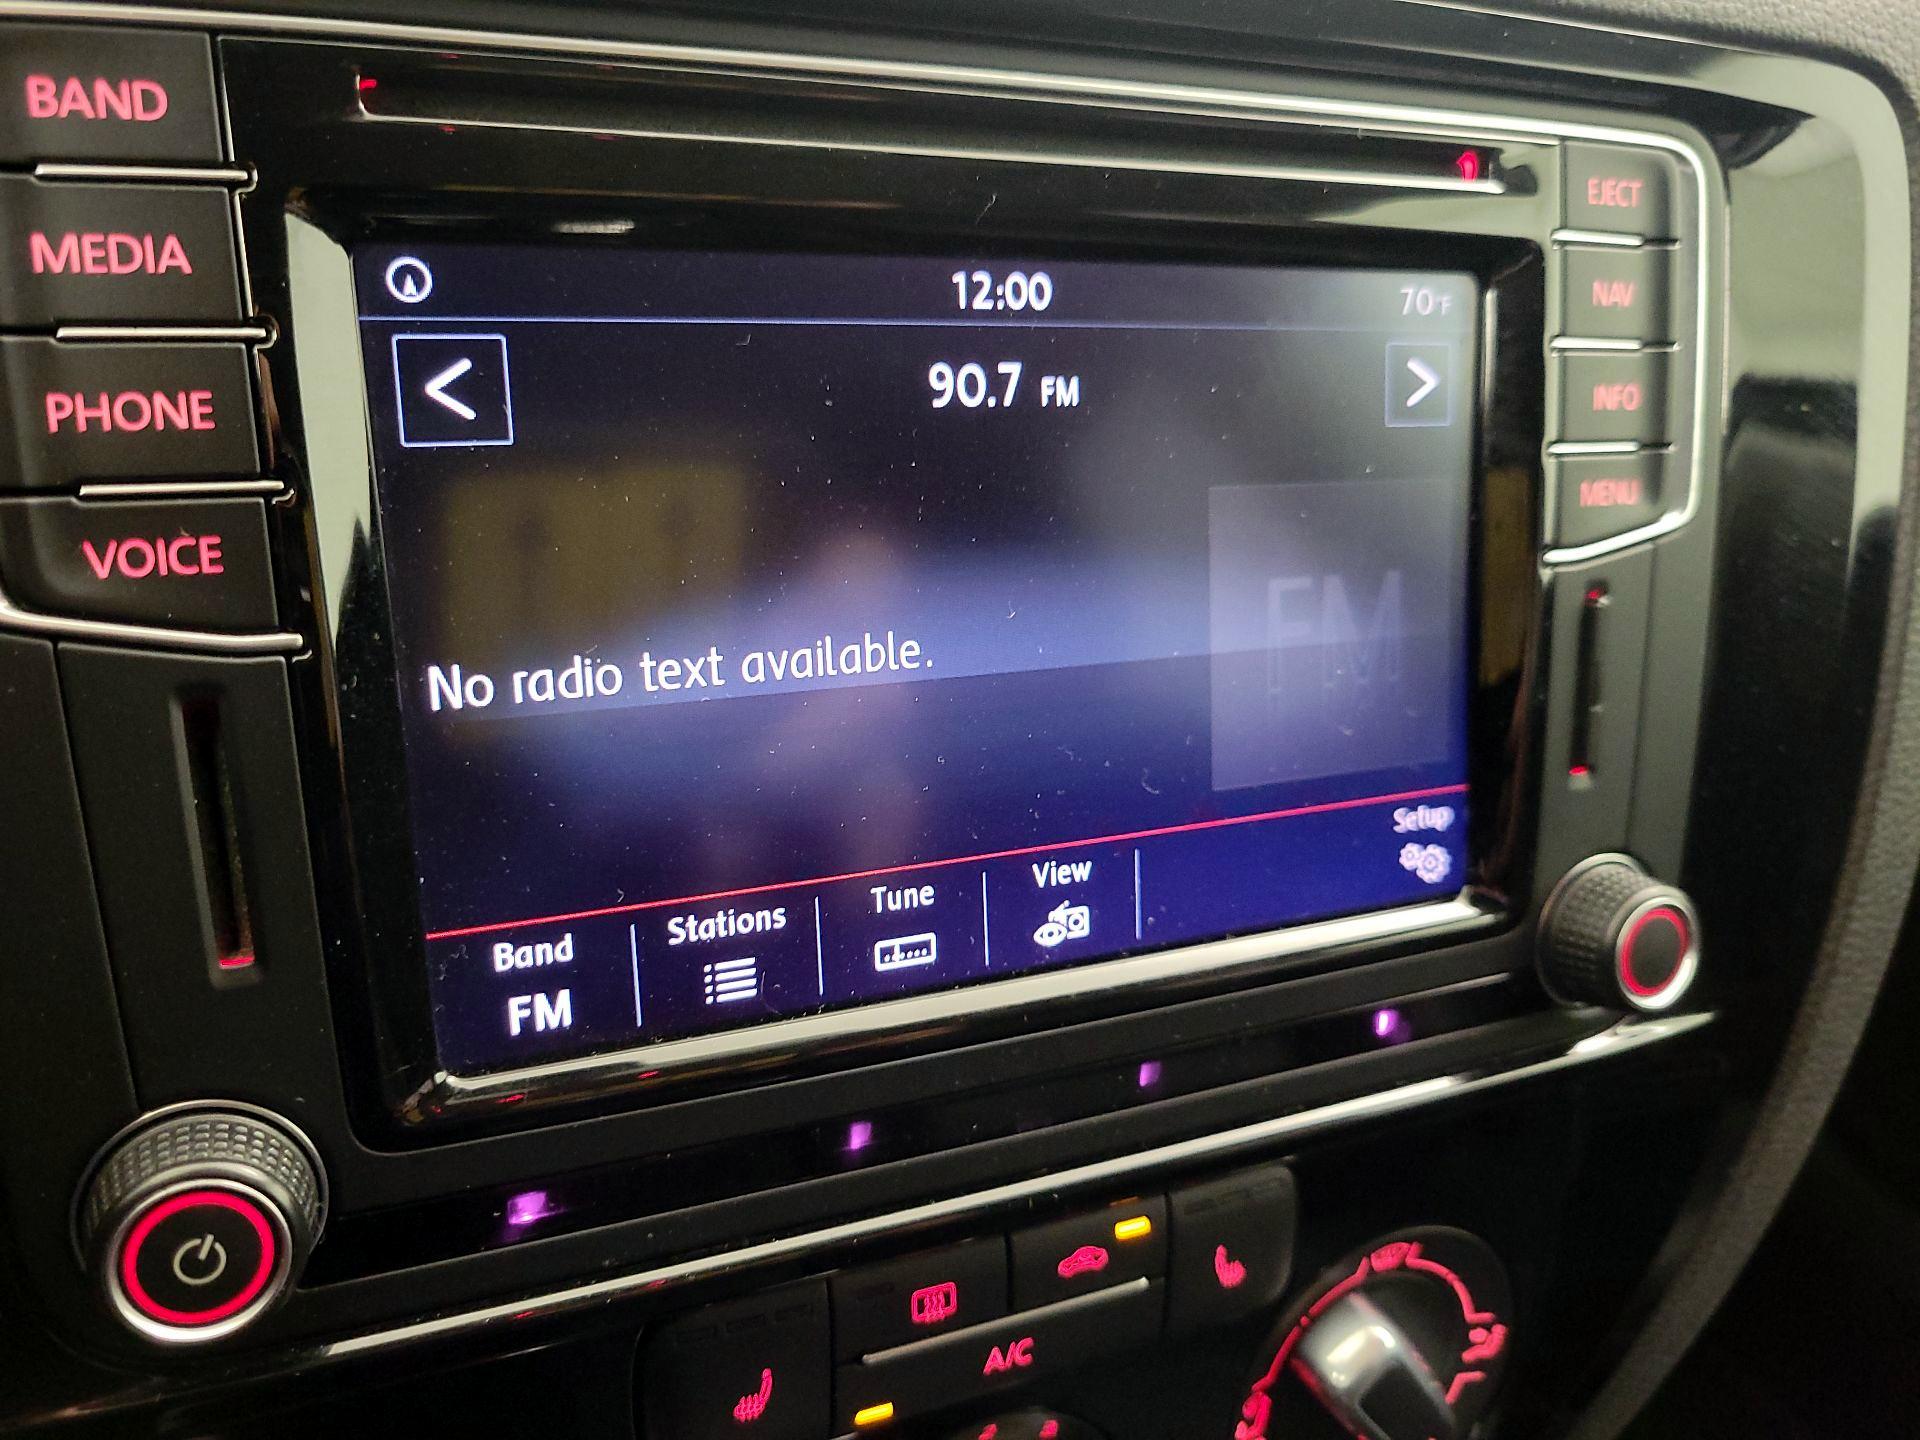 BAND
MEDIA
PHONE
VOICE
EJECT
NAV
INFO
MENU
12:00
70°F
<
90.7 FM
>
FM
No radio text available.
Band
FM
Stations
Tune
View
Setup
A/C